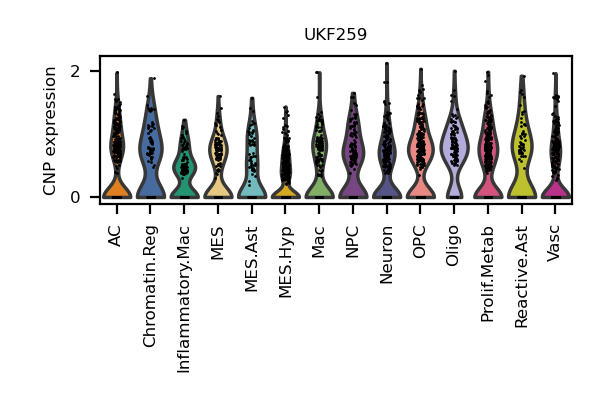 UKF259
CNP expression
2
0
AC
Chromatin.Reg
Inflammatory.Mac
MES
MES.Ast
MES.Hyp
Mac
NPC
Neuron
OPC
Oligo
Prolif.Metab
Reactive.Ast
Vasc